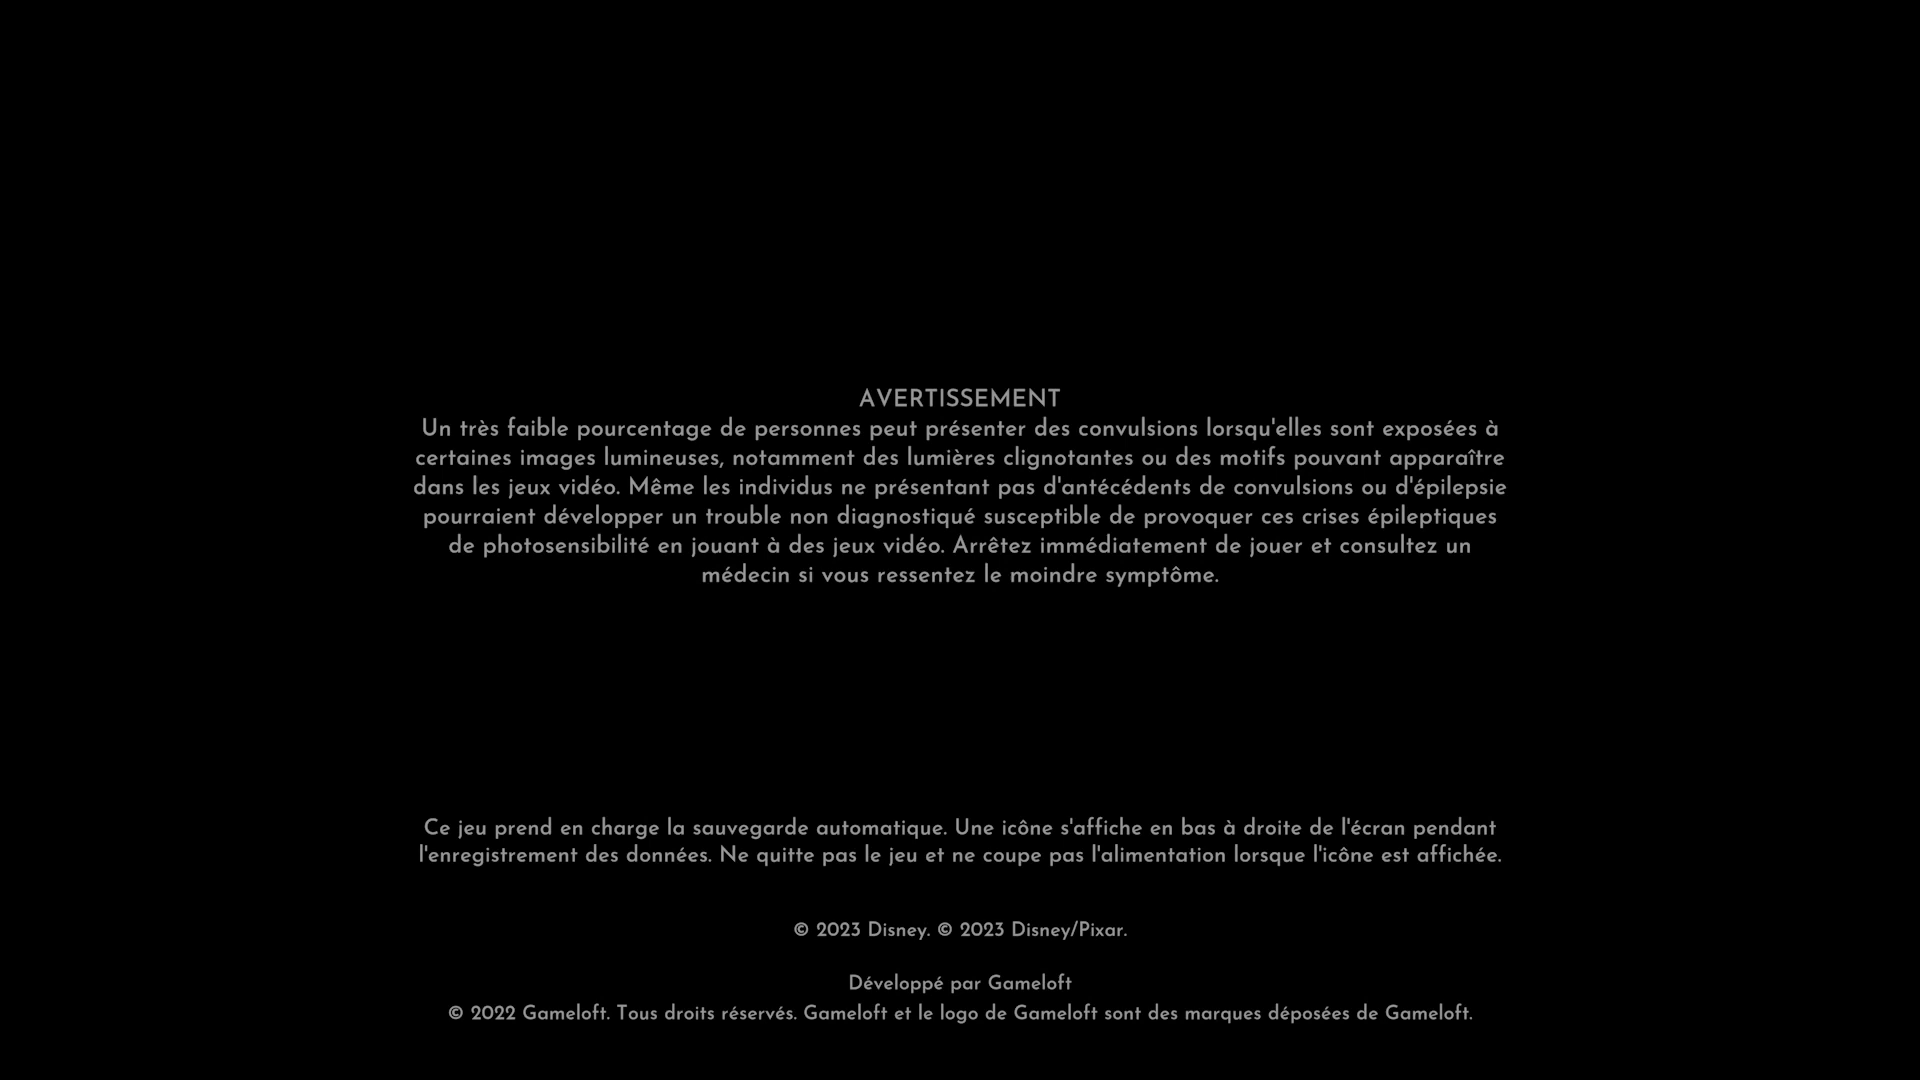 AVERTISSEMENT
Un très faible pourcentage de personnes peut présenter des convulsions lorsqu'elles sont exposées à
certaines images lumineuses, notamment des lumières clignotantes ou des motifs pouvant apparaître
dans les jeux vidéo. Même les individus ne présentant pas d'antécédents de convulsions ou d'épilepsie
pourraient développer un trouble non diagnostiqué susceptible de provoquer ces crises épileptiques
de photosensibilité en jouant à des jeux vidéo. Arrêtez immédiatement de jouer et consultez un
médecin si vous ressentez le moindre symptôme.
Ce jeu prend en charge la sauvegarde automatique. Une icône s'affiche en bas à droite de l'écran pendant
l'enregistrement des données. Ne quitte pas le jeu et ne coupe pas l'alimentation lorsque l'icône est affichée.
© 2023 Disney. © 2023 Disney/Pixar.
Développé par Gameloft
© 2022 Gameloft. Tous droits réservés. Gameloft et le logo de Gameloft sont des marques déposées de Gameloft.